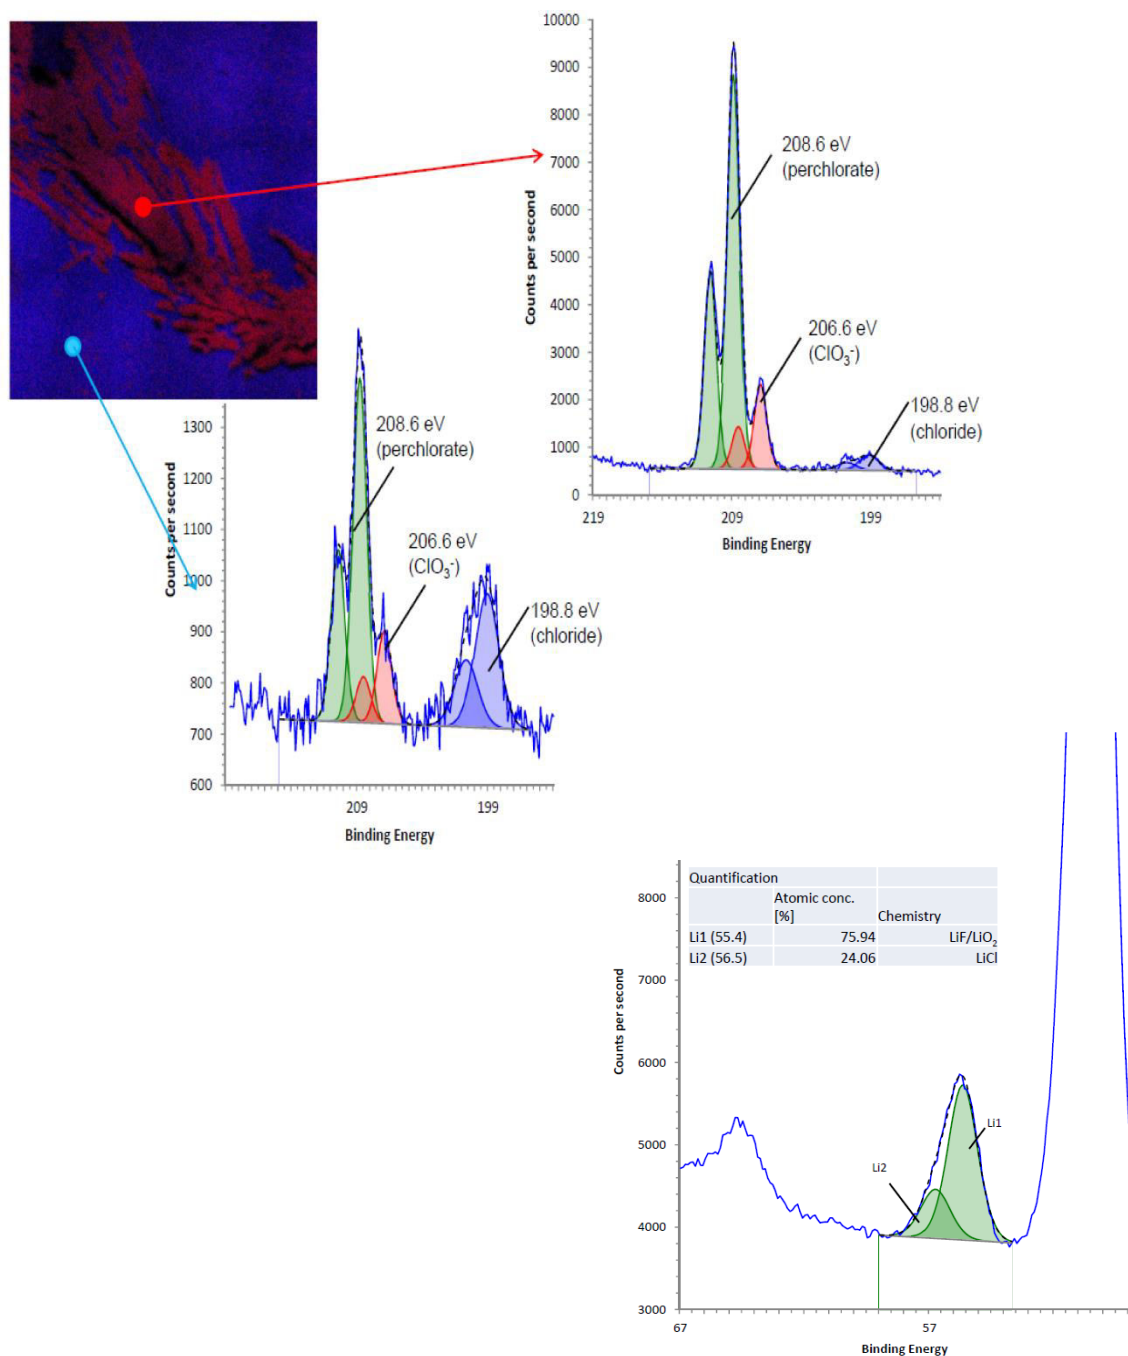 10000
9000
8000
7000
6000
5000
4000
3000
2000
1000
0
Counts per second
208.6 eV
(perchlorate)
206.6 eV
(ClO₃⁻)
198.8 eV
(chloride)
219
209
199
Binding Energy
1300
1200
1100
1000
900
800
700
600
Counts per second
208.6 eV
(perchlorate)
206.6 eV
(ClO₃⁻)
198.8 eV
(chloride)
209
199
Binding Energy
8000
7000
6000
5000
4000
3000
Counts per second
Quantification
Atomic conc.
[%]
Chemistry
Li1 (55.4) 75.94 LiF/LiO₂
Li2 (56.5) 24.06 LiCl
Li1
Li2
67
57
Binding Energy